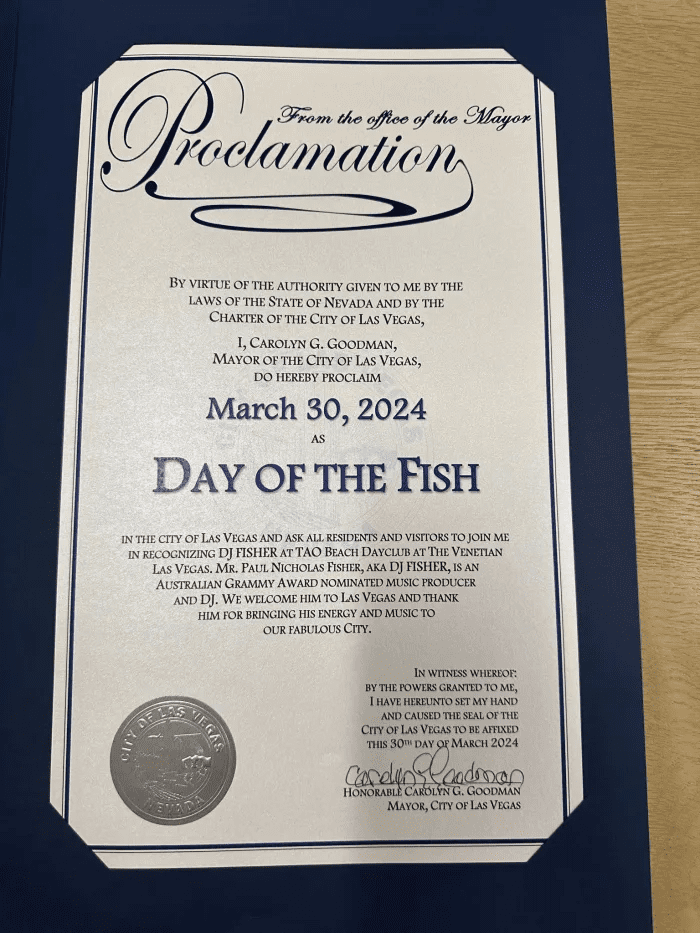 From the office of the Mayor
Proclamation
BY VIRTUE OF THE AUTHORITY GIVEN TO ME BY THE
LAWS OF THE STATE OF NEVADA AND BY THE
CHARTER OF THE CITY OF LAS VEGAS,
I, CAROLYN G. GOODMAN,
MAYOR OF THE CITY OF LAS VEGAS,
DO HEREBY PROCLAIM
March 30, 2024
AS
DAY OF THE FISH
IN THE CITY OF LAS VEGAS AND ASK ALL RESIDENTS AND VISITORS TO JOIN ME
IN RECOGNIZING DJ FISHER AT TAO BEACH DAYCLUB AT THE VENETIAN
LAS VEGAS. MR. PAUL NICHOLAS FISHER, AKA DJ FISHER, IS AN
AUSTRALIAN GRAMMY AWARD NOMINATED MUSIC PRODUCER
AND DJ. WE WELCOME HIM TO LAS VEGAS AND THANK
HIM FOR BRINGING HIS ENERGY AND MUSIC TO
OUR FABULOUS CITY.
IN WITNESS WHEREOF:
BY THE POWERS GRANTED TO ME,
I HAVE HEREUNTO SET MY HAND
AND CAUSED THE SEAL OF THE
CITY OF LAS VEGAS TO BE AFFIXED
THIS 30TH DAY OF MARCH 2024
Carolyn G Goodman
HONORABLE CAROLYN G. GOODMAN
MAYOR, CITY OF LAS VEGAS
CITY OF LAS VEGAS
NEVADA